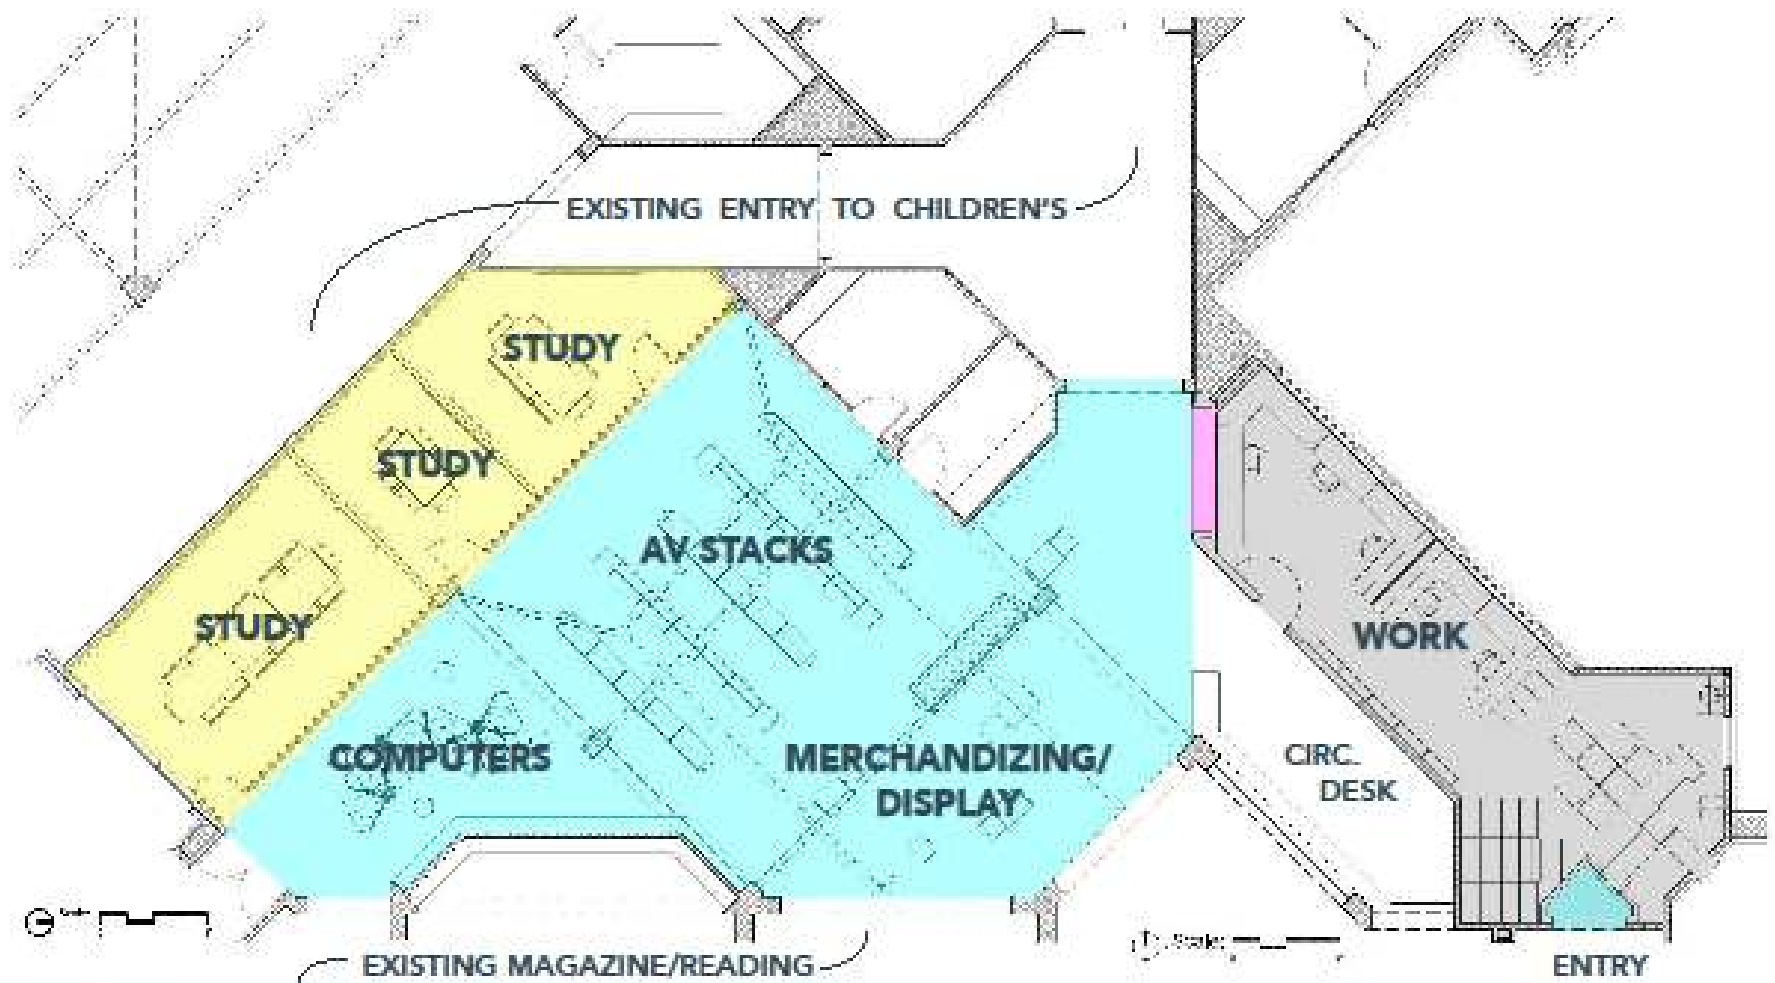 EXISTING ENTRY TO CHILDREN'S
STUDY
STUDY
AV STACKS
STUDY
WORK
COMPUTERS
MERCHANDIZING/
DISPLAY
CIRC.
DESK
EXISTING MAGAZINE/READING
ENTRY